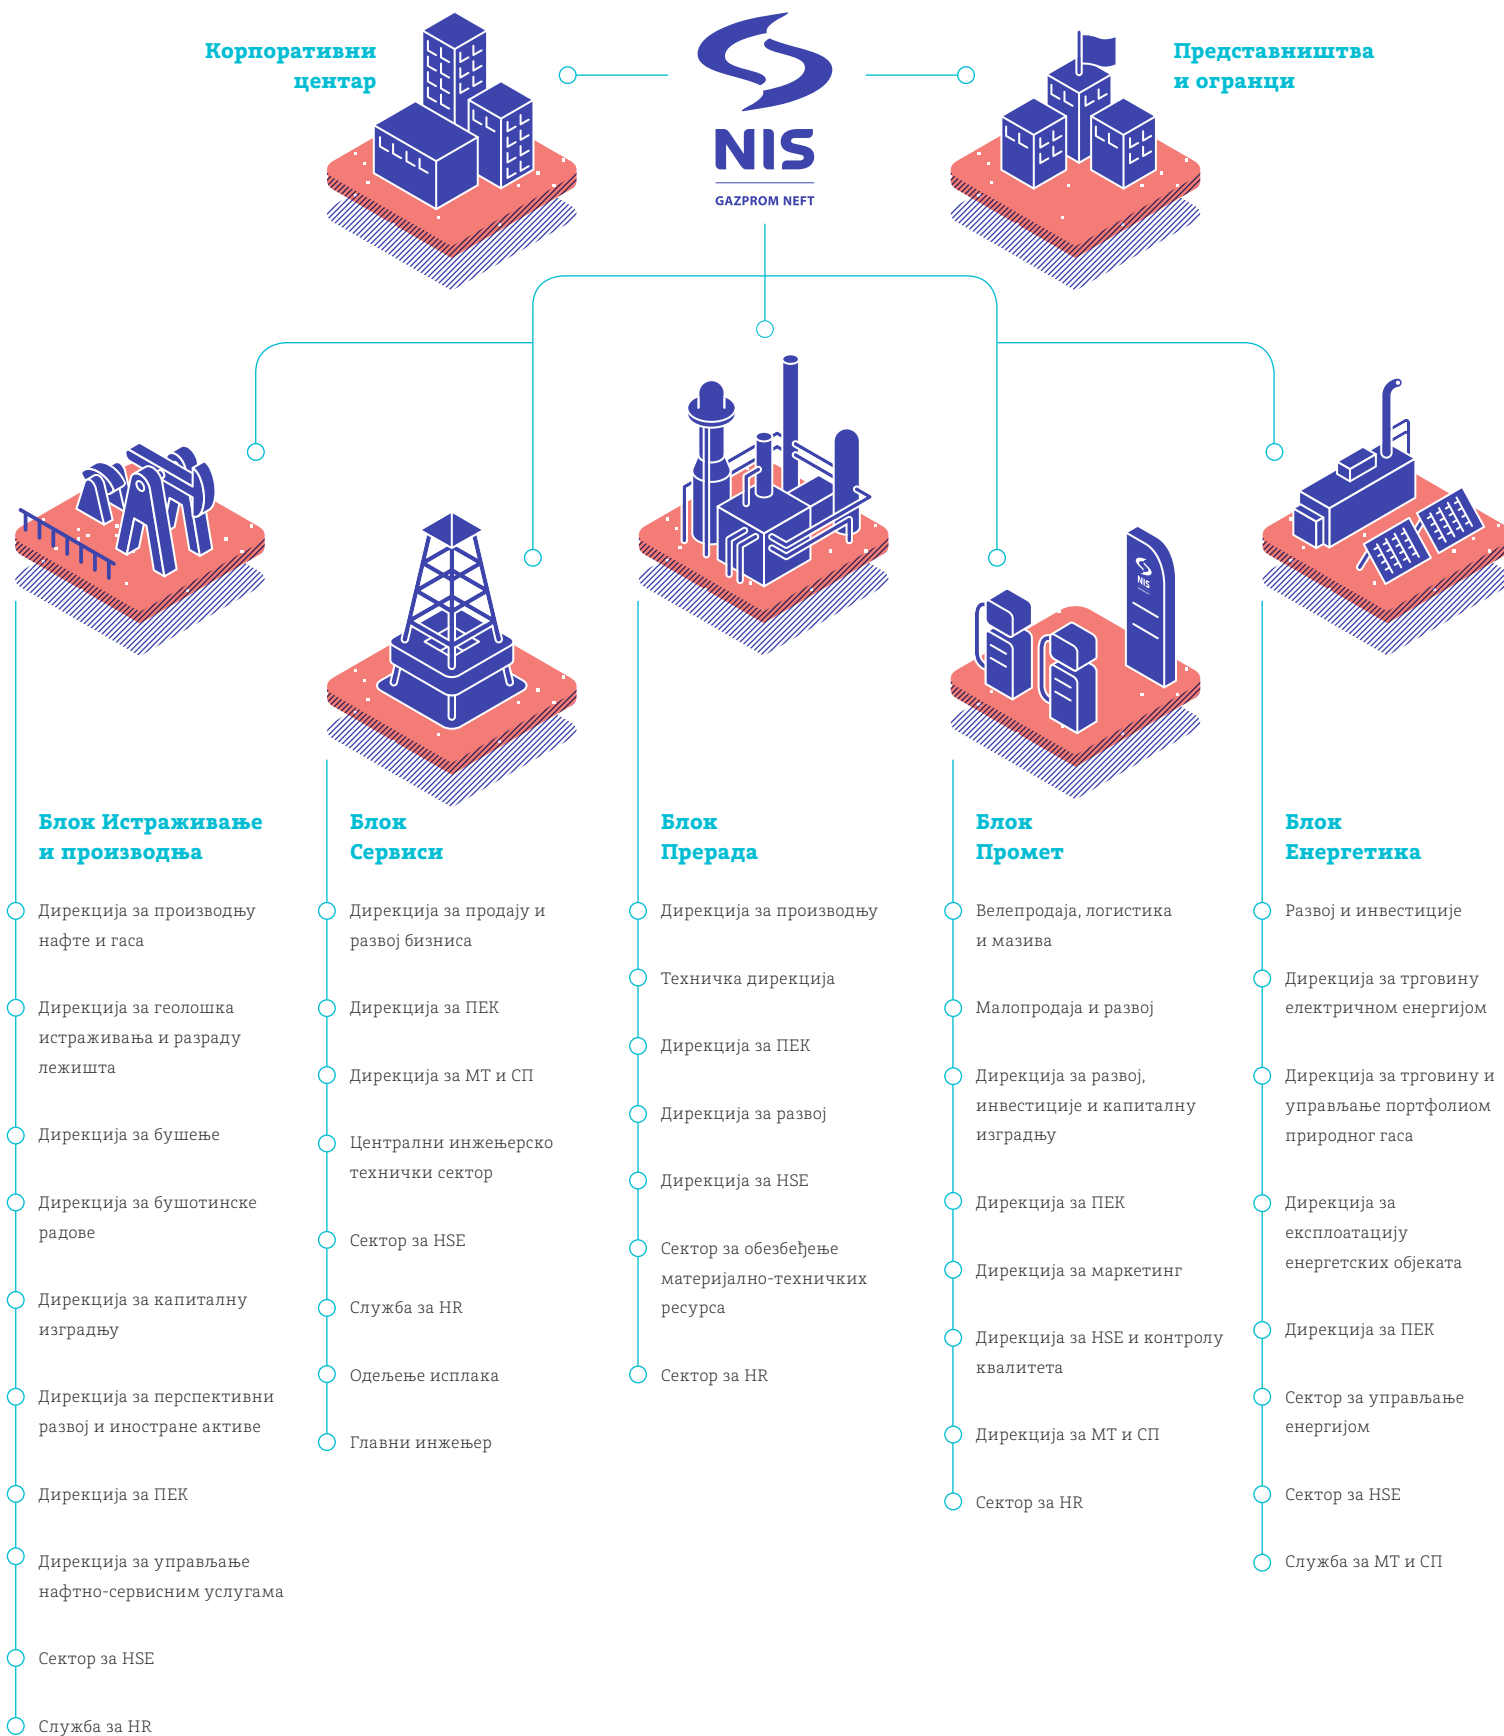 Корпоративни
центар
NIS
GAZPROM NEFT
Представништва
и огранци
NIS
Блок Истраживање
и производња
Дирекција за производњу
нафте и гаса
Дирекција за геолошка
истраживања и разраду
лежишта
Дирекција за бушење
Дирекција за бушотинске
радове
Дирекција за капиталну
изградњу
Дирекција за перспективни
развој и иностране активе
Дирекција за ПЕК
Дирекција за управљање
нафтно-сервисним услугама
Сектор за HSE
Служба за HR
Блок
Сервиси
Дирекција за продају и
развој бизниса
Дирекција за ПЕК
Дирекција за МТ и СП
Централни инжењерско
технички сектор
Сектор за HSE
Служба за HR
Одељење исплака
Главни инжењер
Блок
Прерада
Дирекција за производњу
Техничка дирекција
Дирекција за ПЕК
Дирекција за развој
Дирекција за HSE
Сектор за обезбеђење
материјално-техничких
ресурса
Сектор за HR
Блок
Промет
Велепродаја, логистика
и мазива
Малопродаја и развој
Дирекција за развој,
инвестиције и капиталну
изградњу
Дирекција за ПЕК
Дирекција за маркетинг
Дирекција за HSE и контролу
квалитета
Дирекција за МТ и СП
Сектор за HR
Блок
Енергетика
Развој и инвестиције
Дирекција за трговину
електричном енергијом
Дирекција за трговину и
управљање портфолиом
природног гаса
Дирекција за
експлоатацију
енергетских објеката
Дирекција за ПЕК
Сектор за управљање
енергијом
Сектор за HSE
Служба за МТ и СП